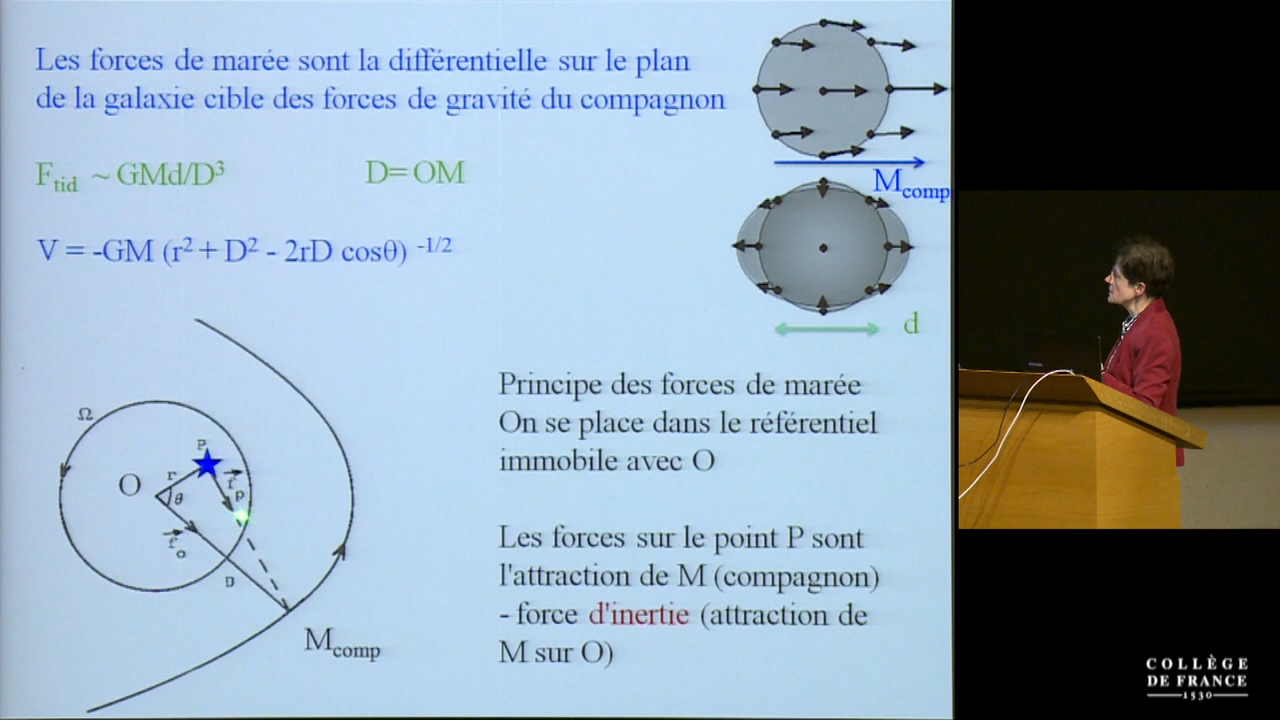 Les forces de marée sont la différentielle sur le plan
de la galaxie cible des forces de gravité du compagnon
F_tid ~ GMd/D³ D= OM
V = -GM (r² + D² - 2rD cosθ) ^-1/2
M_comp
d
Ω
P
O
r
θ
f_p
f_o
D
M_comp
Principe des forces de marée
On se place dans le référentiel
immobile avec O
Les forces sur le point P sont
l'attraction de M (compagnon)
- force d'inertie (attraction de
M sur O)
COLLÈGE
DE FRANCE
1530